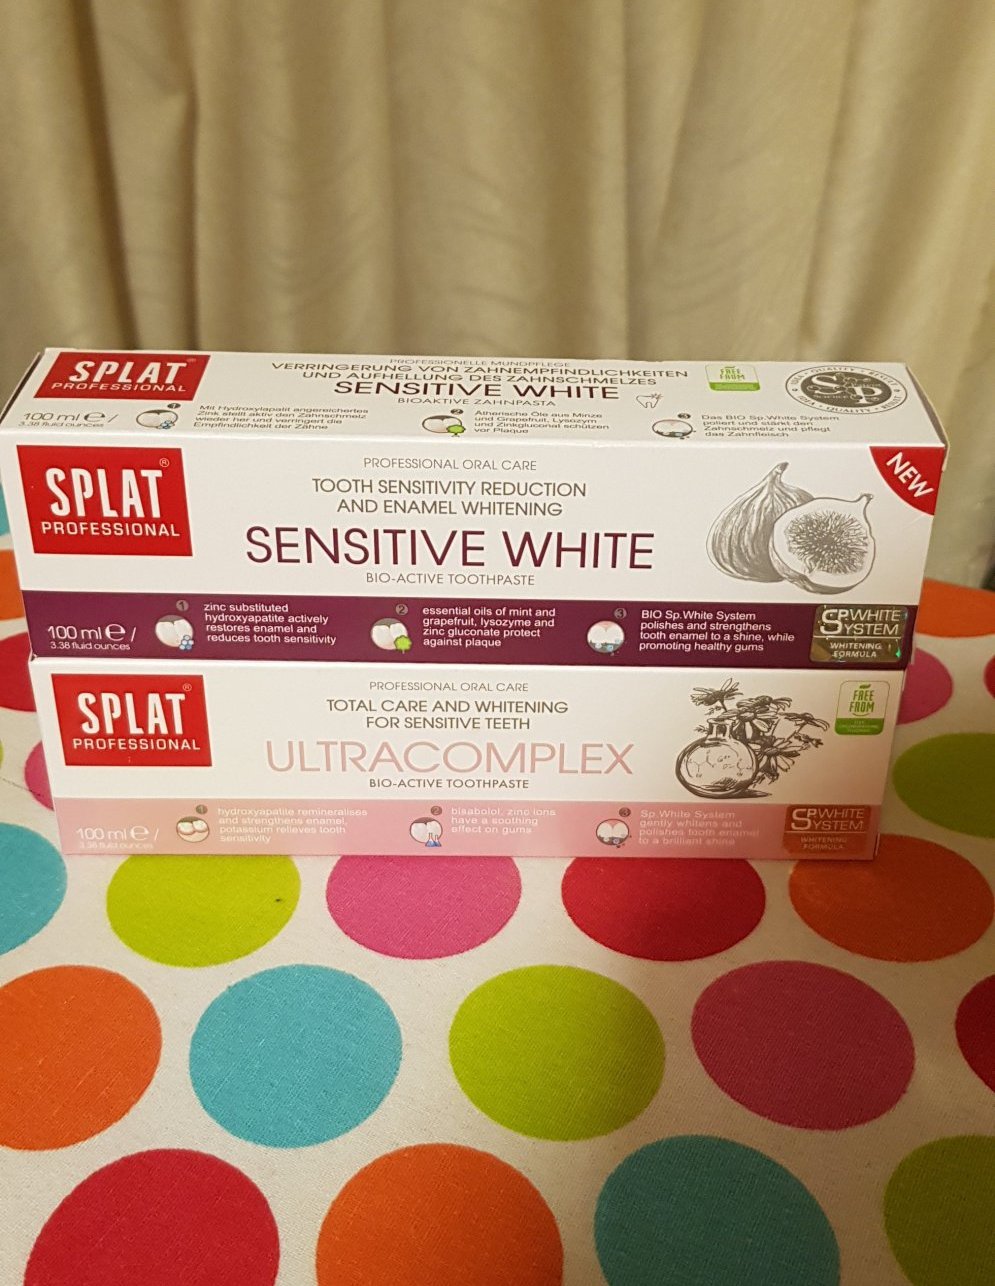 SPLAT
PROFESSIONAL
100 ml e /
3.38 fluid ounces
PROFESSIONELLE MUNDPFLEGE
VERRINGERUNG VON ZAHNEMPFINDLICHKEITEN
UND AUFHELLUNG DES ZAHNSCHMELZES
SENSITIVE WHITE
BIOAKTIVE ZAHNPASTA
1
Mit Hydroxylapatit angereichertes
Zink stellt aktiv den Zahnschmelz
wieder her und verringert die
Empfindlichkeit der Zähne
2
Ätherische Öle aus Minze
und Grapefruit, Lysozym
und Zinkgluconat schützen
vor Plaque
3
Das BIO Sp.White System
poliert und stärkt den
Zahnschmelz und pflegt
das Zahnfleisch
FREE
FROM
SPLAT®
PROFESSIONAL
PROFESSIONAL ORAL CARE
TOOTH SENSITIVITY REDUCTION
AND ENAMEL WHITENING
SENSITIVE WHITE
BIO-ACTIVE TOOTHPASTE
NEW
100 ml e /
3.38 fluid ounces
1
zinc substituted
hydroxyapatite actively
restores enamel and
reduces tooth sensitivity
2
essential oils of mint and
grapefruit, lysozyme and
zinc gluconate protect
against plaque
3
BIO Sp.White System
polishes and strengthens
tooth enamel to a shine, while
promoting healthy gums
SP.WHITE
SYSTEM
WHITENING
FORMULA
SPLAT®
PROFESSIONAL
PROFESSIONAL ORAL CARE
TOTAL CARE AND WHITENING
FOR SENSITIVE TEETH
ULTRACOMPLEX
BIO-ACTIVE TOOTHPASTE
FREE
FROM
100 ml e /
3.38 fluid ounces
1
hydroxyapatite remineralises
and strengthens enamel,
potassium relieves tooth
sensitivity
2
bisabolol, zinc ions
have a soothing
effect on gums
3
Sp.White System
gently whitens and
polishes tooth enamel
to a brilliant shine
SP.WHITE
SYSTEM
WHITENING
FORMULA